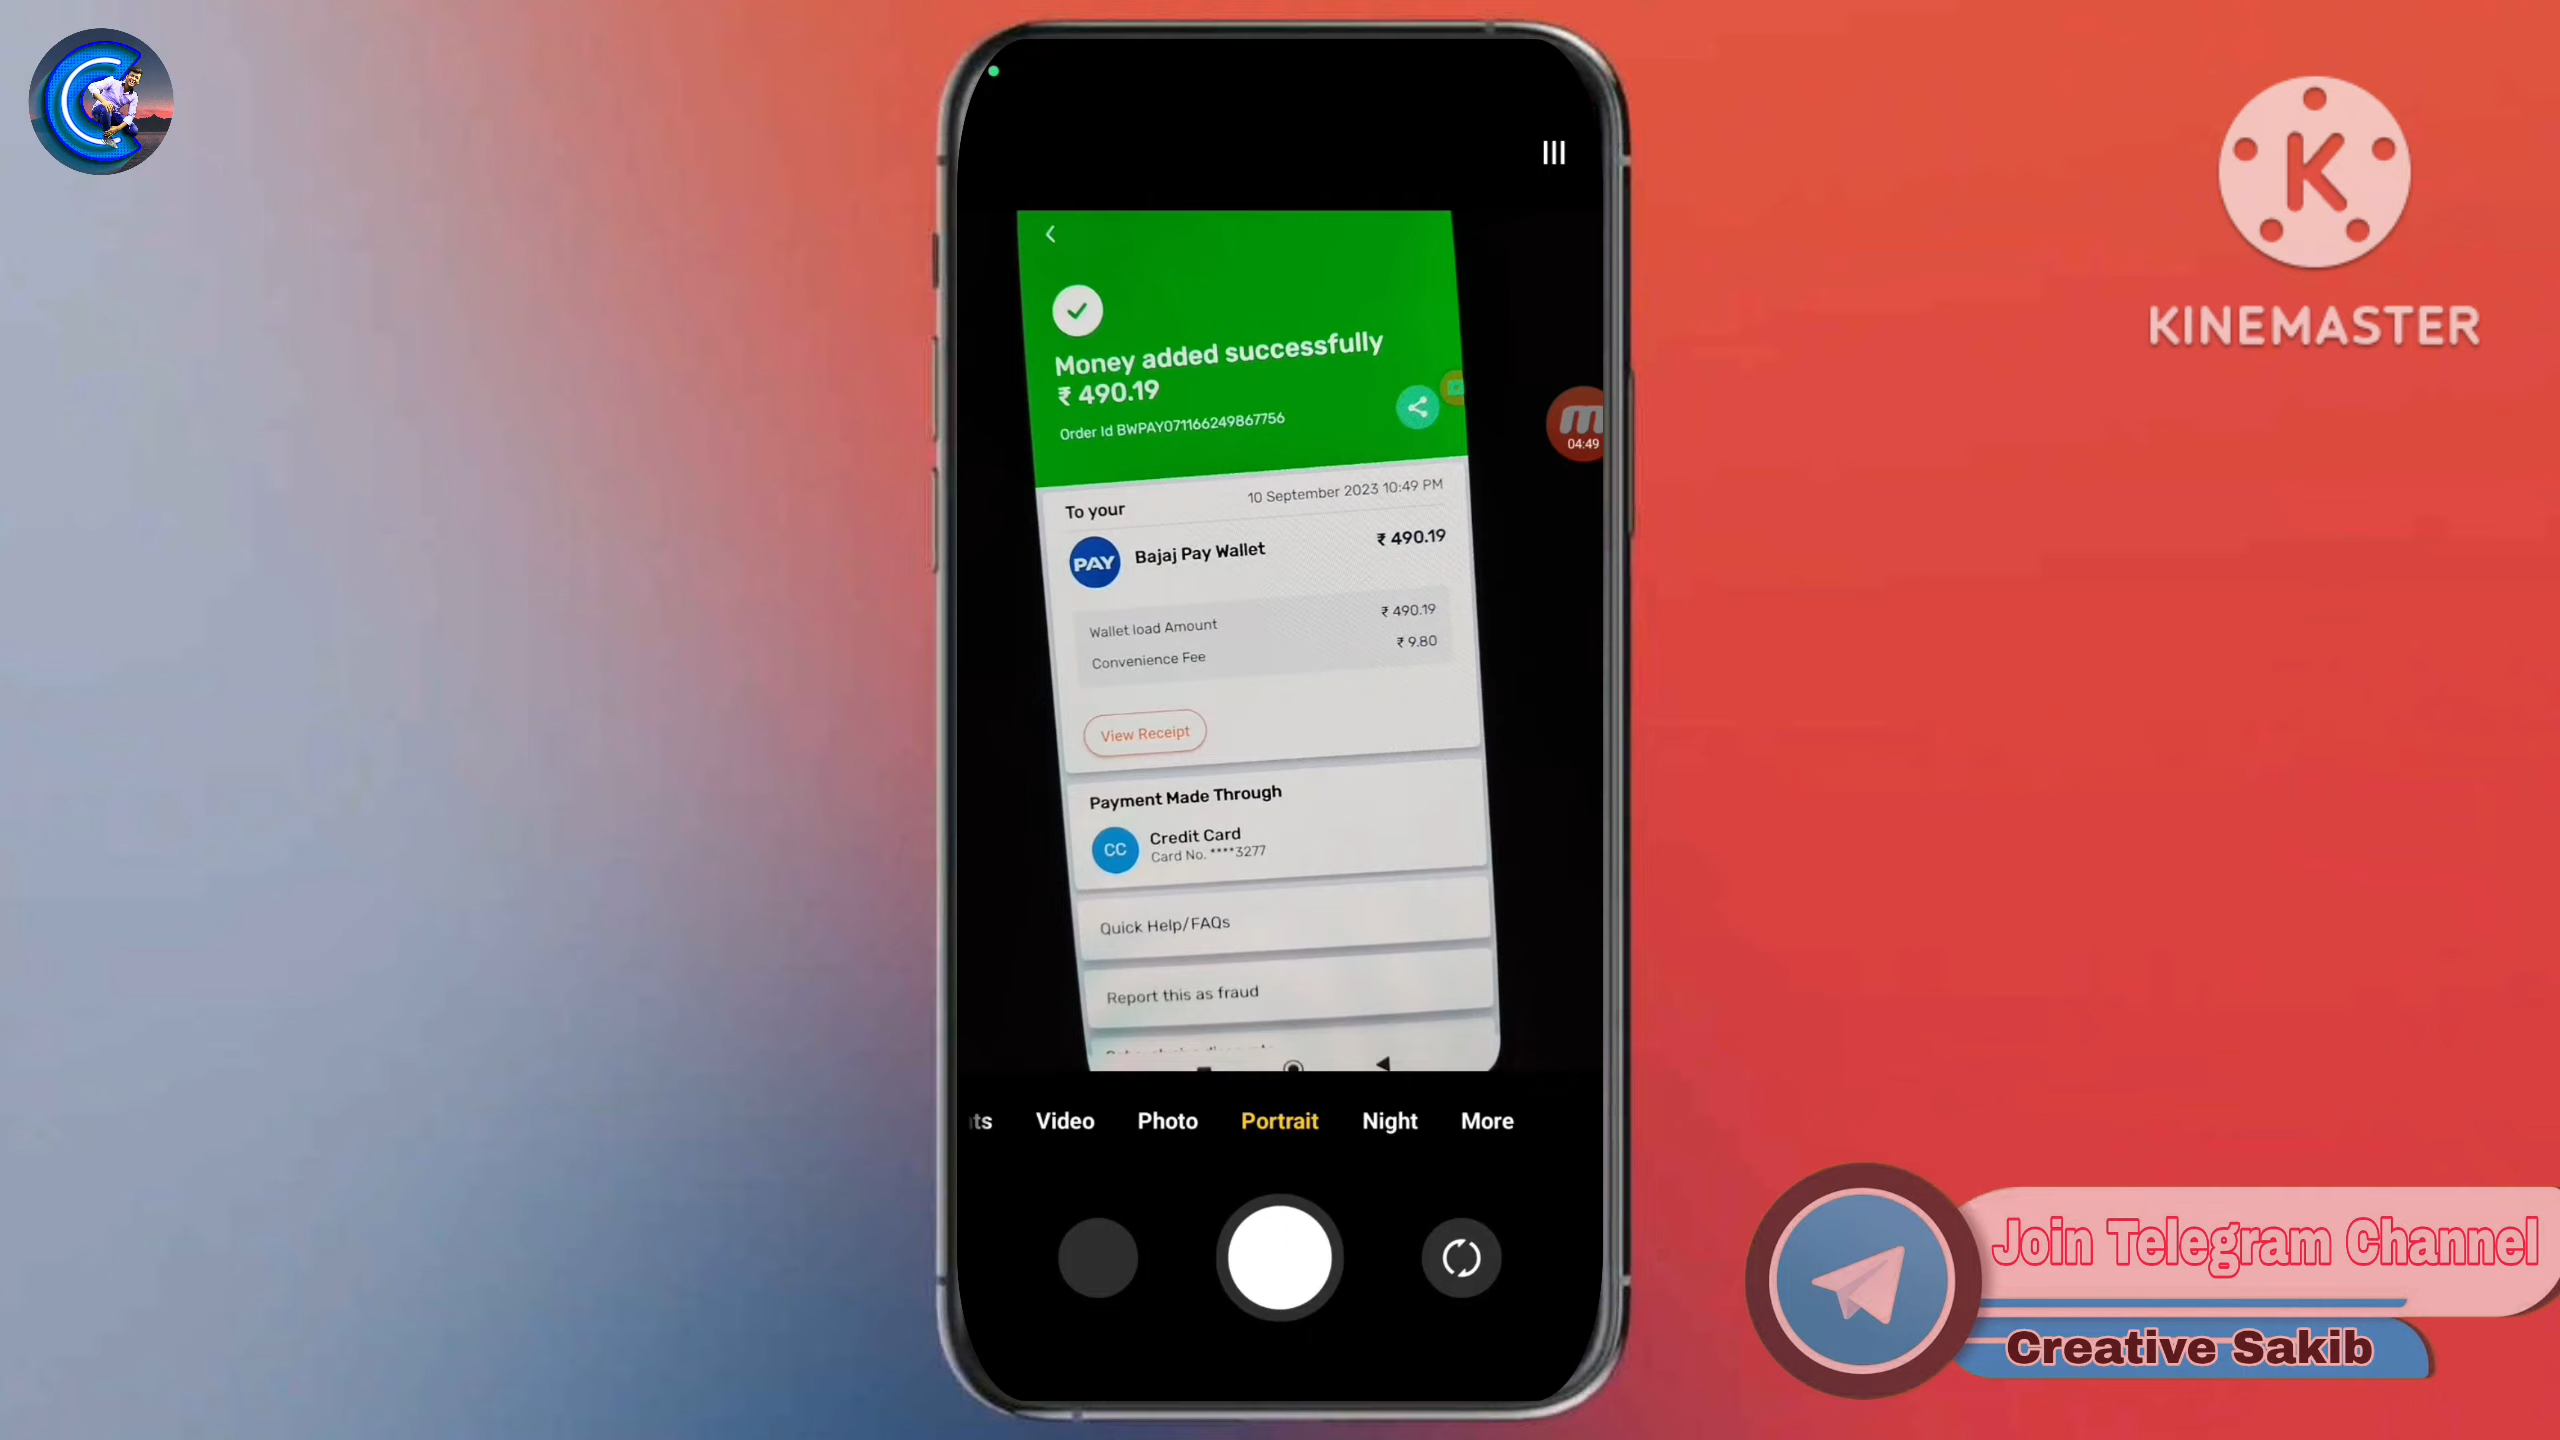 KINEMASTER
Money added successfully
₹ 490.19
Order Id BWPAY071166249867756
04:49
To your
10 September 2023 10:49 PM
PAY
Bajaj Pay Wallet
₹ 490.19
Wallet load Amount
₹ 490.19
Convenience Fee
₹ 9.80
View Receipt
Payment Made Through
CC
Credit Card
Card No. ****3277
Quick Help/FAQs
Report this as fraud
Video Photo Portrait Night More
Join Telegram Channel
Creative Sakib